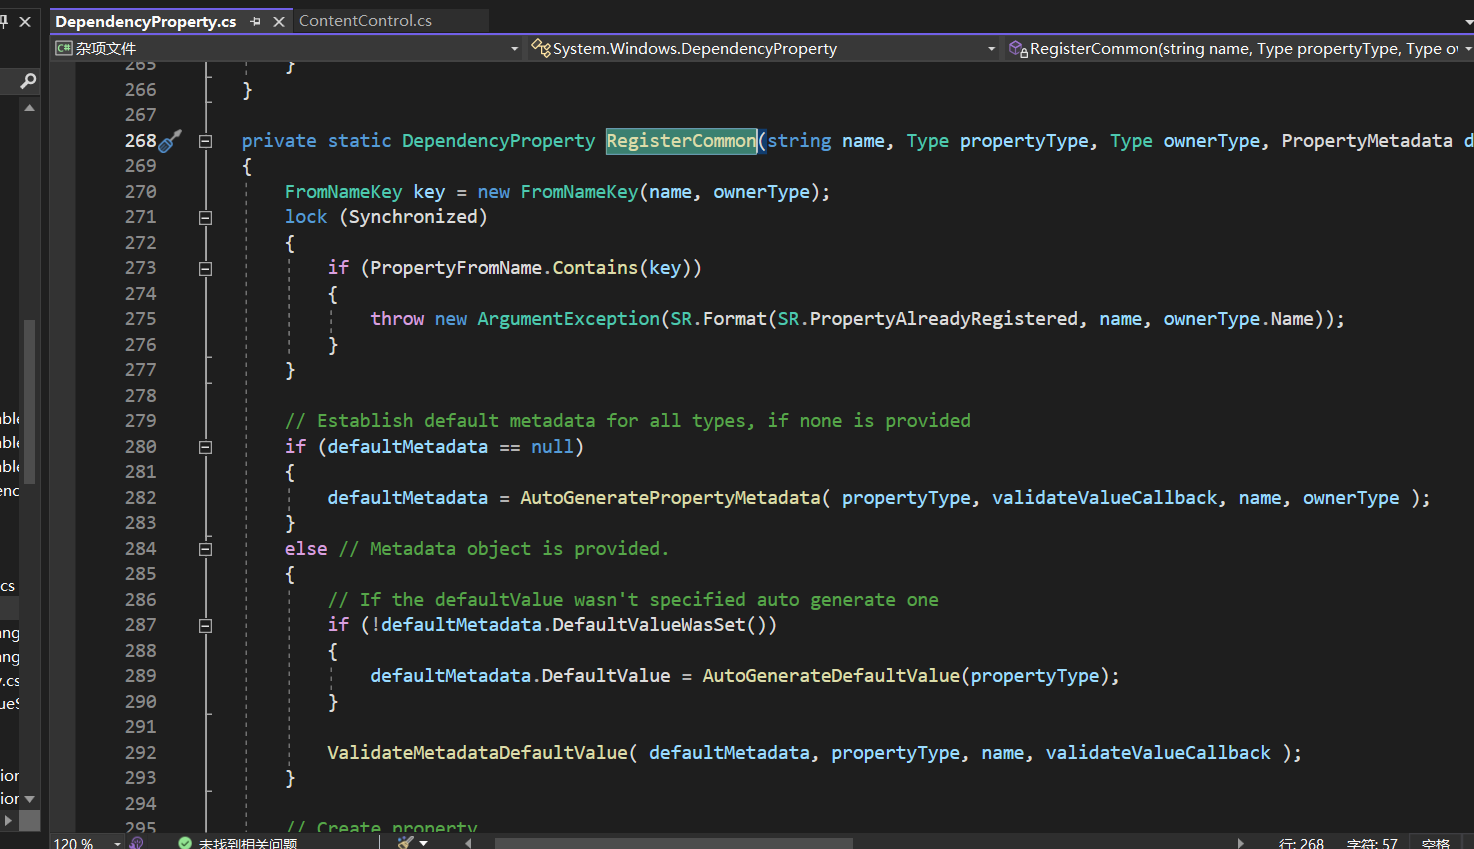 DependencyProperty.cs
ContentControl.cs
C# 杂项文件
System.Windows.DependencyProperty
RegisterCommon(string name, Type propertyType, Type ow
265 }
266 }
267
268 private static DependencyProperty RegisterCommon(string name, Type propertyType, Type ownerType, PropertyMetadata d
269 {
270 FromNameKey key = new FromNameKey(name, ownerType);
271 lock (Synchronized)
272 {
273 if (PropertyFromName.Contains(key))
274 {
275 throw new ArgumentException(SR.Format(SR.PropertyAlreadyRegistered, name, ownerType.Name));
276 }
277 }
278
279 // Establish default metadata for all types, if none is provided
280 if (defaultMetadata == null)
281 {
282 defaultMetadata = AutoGeneratePropertyMetadata( propertyType, validateValueCallback, name, ownerType );
283 }
284 else // Metadata object is provided.
285 {
286 // If the defaultValue wasn't specified auto generate one
287 if (!defaultMetadata.DefaultValueWasSet())
288 {
289 defaultMetadata.DefaultValue = AutoGenerateDefaultValue(propertyType);
290 }
291
292 ValidateMetadataDefaultValue( defaultMetadata, propertyType, name, validateValueCallback );
293 }
294
295 // Create property
120 %
未找到相关问题
行: 268
字符: 57
空格